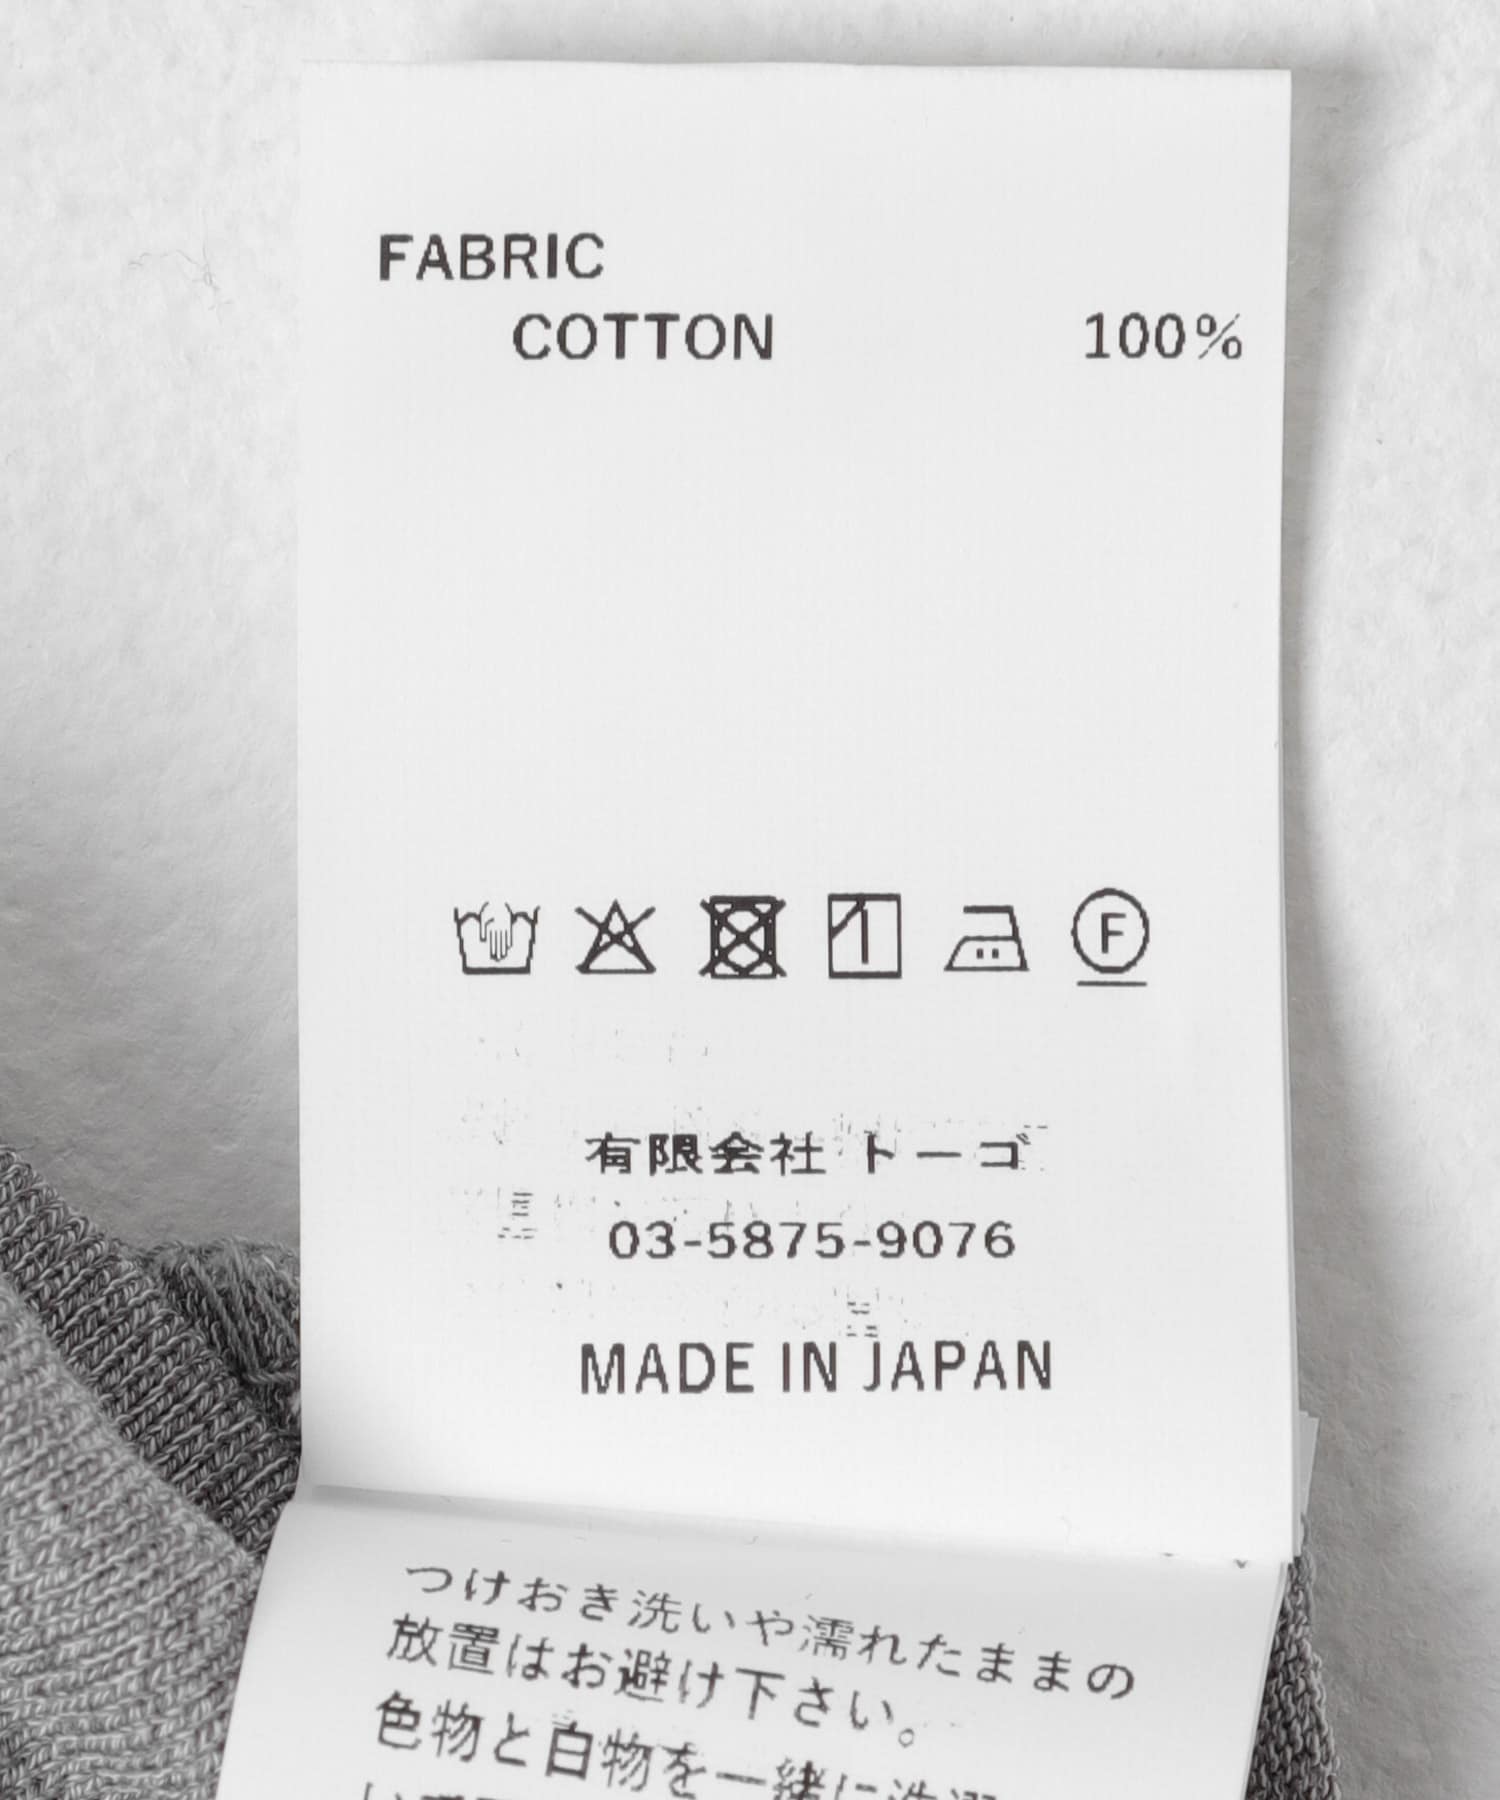 FABRIC
COTTON 100%
F
有限会社 トーゴ
03-5875-9076
MADE IN JAPAN
つけおき洗いや濡れたままの
放置はお避け下さい。
色物と白物を一緒に洗濯